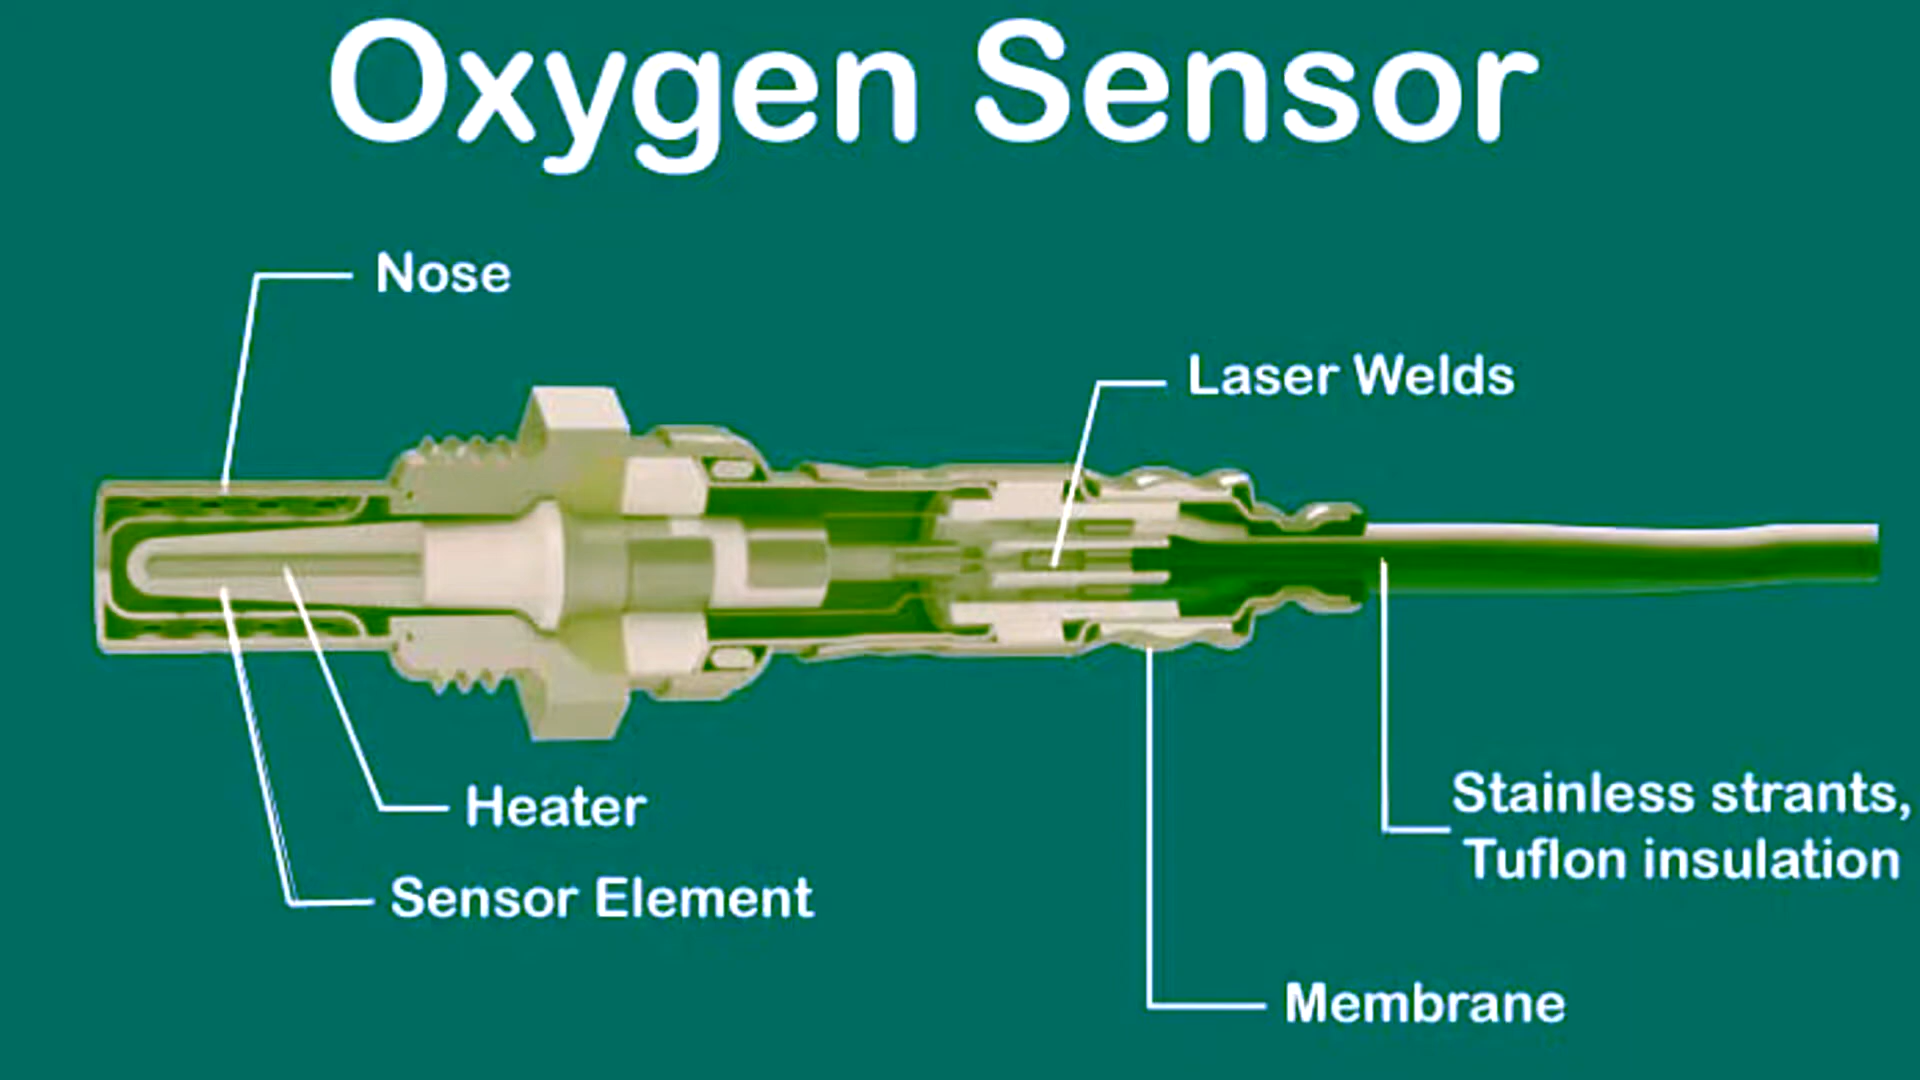 Oxygen Sensor
Nose
Laser Welds
Heater
Stainless strants,
Tuflon insulation
Sensor Element
Membrane